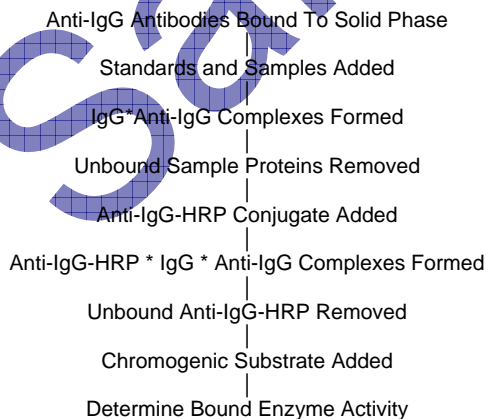 Anti-IgG Antibodies Bound To Solid Phase
Standards and Samples Added
IgG*Anti-IgG Complexes Formed
Unbound Sample Proteins Removed
Anti-IgG-HRP Conjugate Added
Anti-IgG-HRP * IgG * Anti-IgG Complexes Formed
Unbound Anti-IgG-HRP Removed
Chromogenic Substrate Added
Determine Bound Enzyme Activity